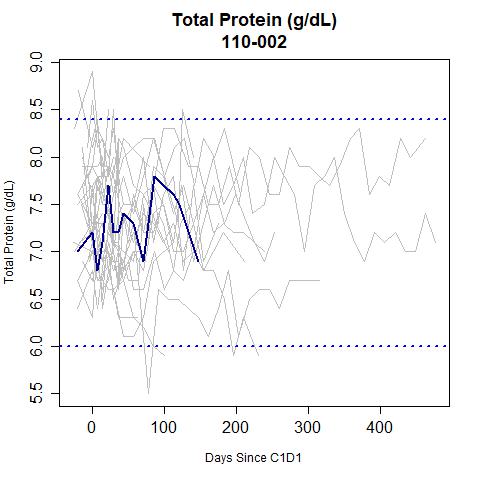 Total Protein (g/dL)
110-002
Total Protein (g/dL)
9.0
8.5
8.0
7.5
7.0
6.5
6.0
5.5
0 100 200 300 400
Days Since C1D1